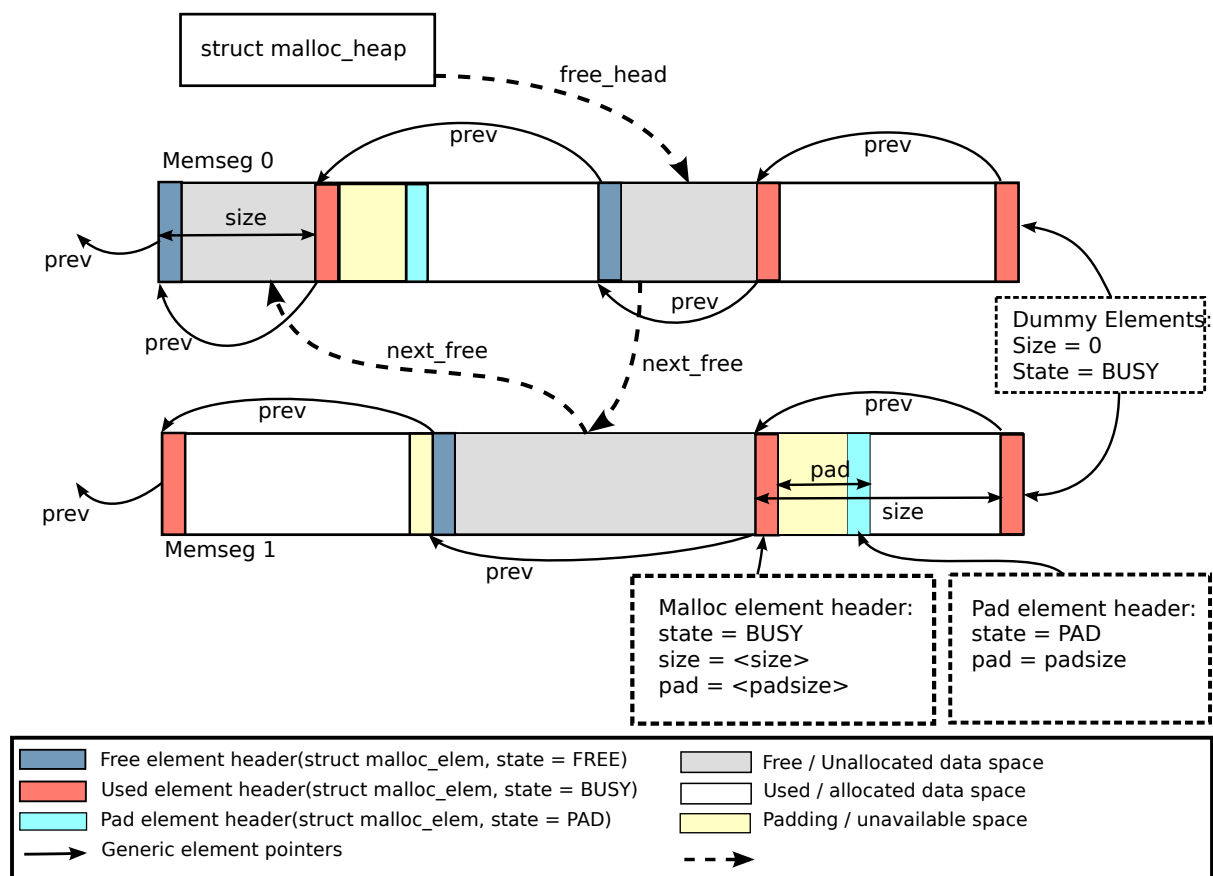 struct malloc_heap
free_head
prev
prev
Memseg 0
size
prev
prev
prev
Dummy Elements:
Size = 0
State = BUSY
next_free
next_free
prev
prev
pad
size
prev
Memseg 1
prev
Malloc element header:
state = BUSY
size = <size>
pad = <padsize>
Pad element header:
state = PAD
pad = padsize
Free element header(struct malloc_elem, state = FREE)
Used element header(struct malloc_elem, state = BUSY)
Pad element header(struct malloc_elem, state = PAD)
Generic element pointers
Free / Unallocated data space
Used / allocated data space
Padding / unavailable space